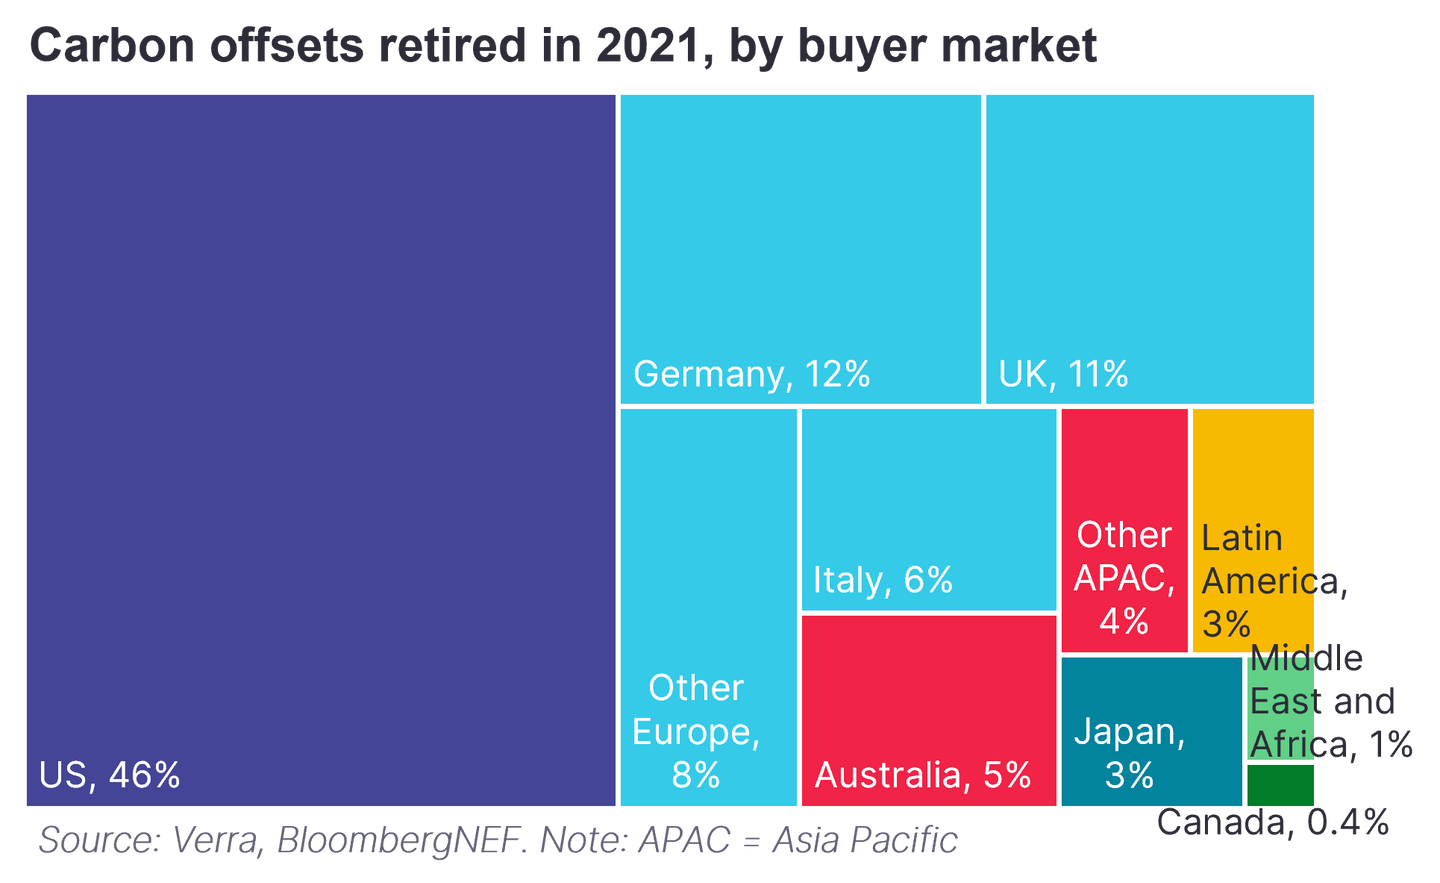 Carbon offsets retired in 2021, by buyer market
Germany, 12%
UK, 11%
Other
APAC,
4%
Latin
America,
3%
Italy, 6%
Middle
East and
Africa, 1%
Other
Europe,
8%
Japan,
3%
US, 46%
Australia, 5%
Canada, 0.4%
Source: Verra, BloombergNEF. Note: APAC = Asia Pacific